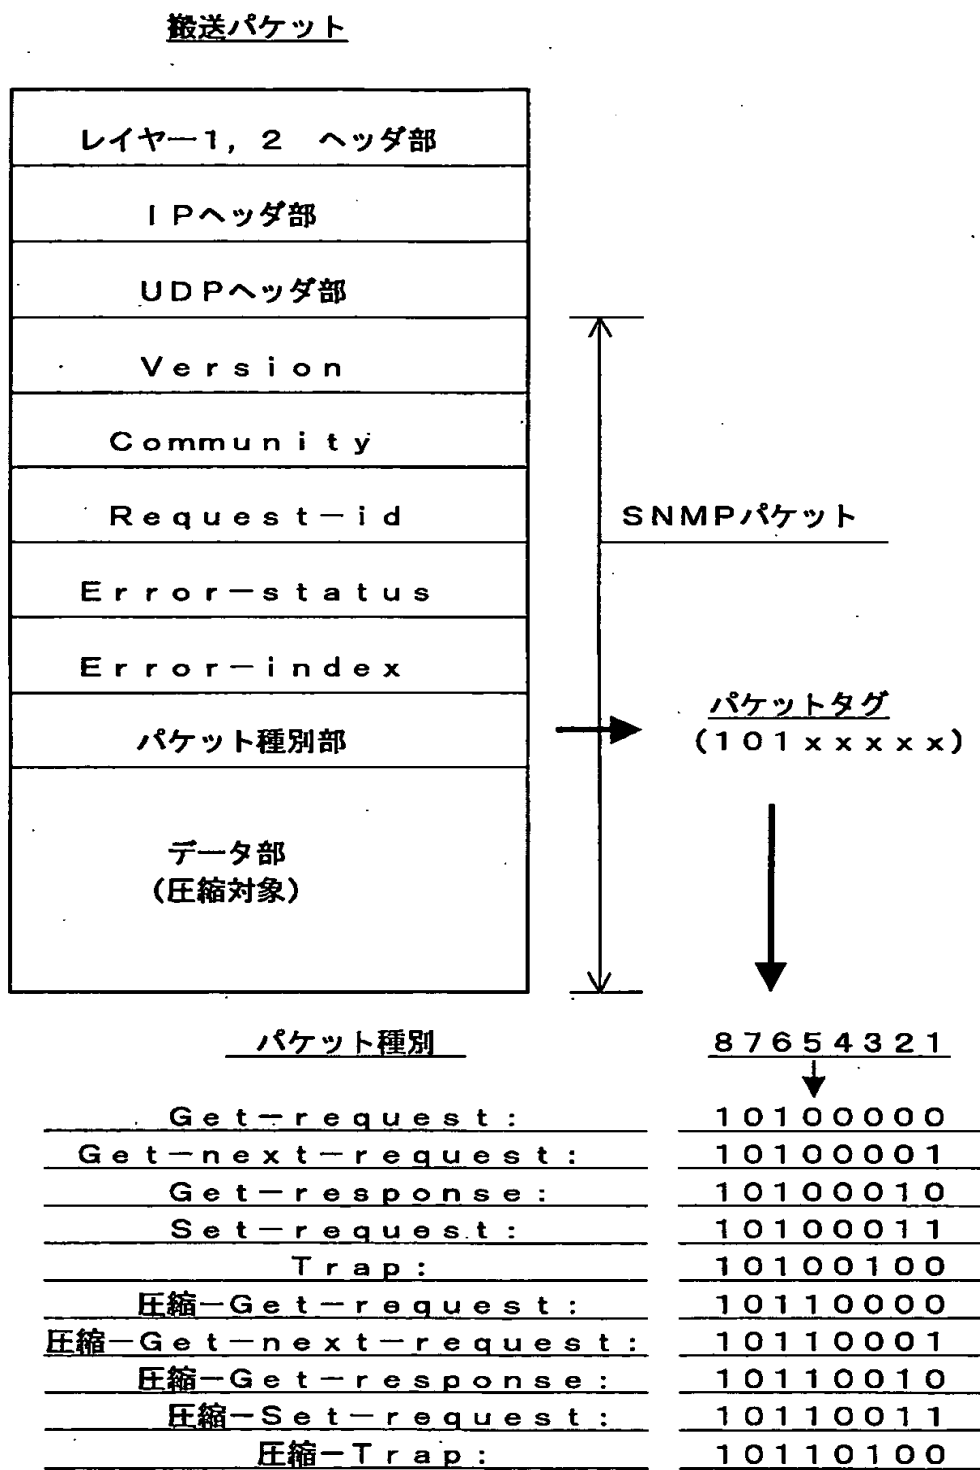 搬送パケット
レイヤー1,2 ヘッダ部
IPヘッダ部
UDPヘッダ部
Version
Community
Request-id
SNMPパケット
Error-status
Error-index
パケット種別部
パケットタグ
(101xxxxx)
データ部
(圧縮対象)
パケット種別 87654321
Get-request: 10100000
Get-next-request: 10100001
Get-response: 10100010
Set-request: 10100011
Trap: 10100100
圧縮-Get-request: 10110000
圧縮-Get-next-request: 10110001
圧縮-Get-response: 10110010
圧縮-Set-request: 10110011
圧縮-Trap: 10110100